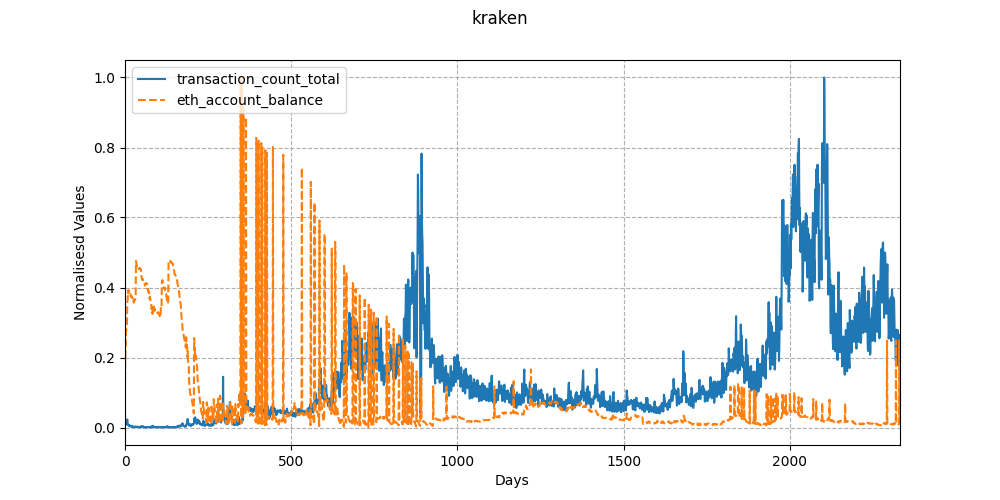 kraken
transaction_count_total
eth_account_balance
Normalisesd Values
1.0
0.8
0.6
0.4
0.2
0.0
0
500
1000
1500
2000
Days